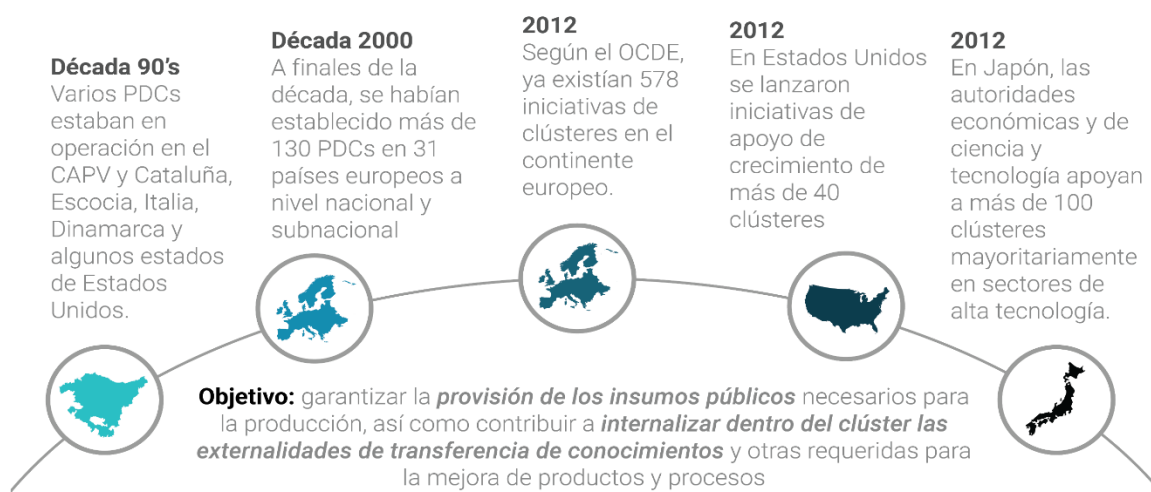 Década 90’s
Varios PDCs
estaban en
operación en el
CAPV y Cataluña,
Escocia, Italia,
Dinamarca y
algunos estados
de Estados
Unidos.
Década 2000
A finales de la
década, se habían
establecido más de
130 PDCs en 31
países europeos a
nivel nacional y
subnacional
2012
Según el OCDE,
ya existían 578
iniciativas de
clústeres en el
continente
europeo.
2012
En Estados Unidos
se lanzaron
iniciativas de
apoyo de
crecimiento de
más de 40
clústeres
2012
En Japón, las
autoridades
económicas y de
ciencia y
tecnología apoyan
a más de 100
clústeres
mayoritariamente
en sectores de
alta tecnología.
Objetivo: garantizar la provisión de los insumos públicos necesarios para
la producción, así como contribuir a internalizar dentro del clúster las
externalidades de transferencia de conocimientos y otras requeridas para
la mejora de productos y procesos